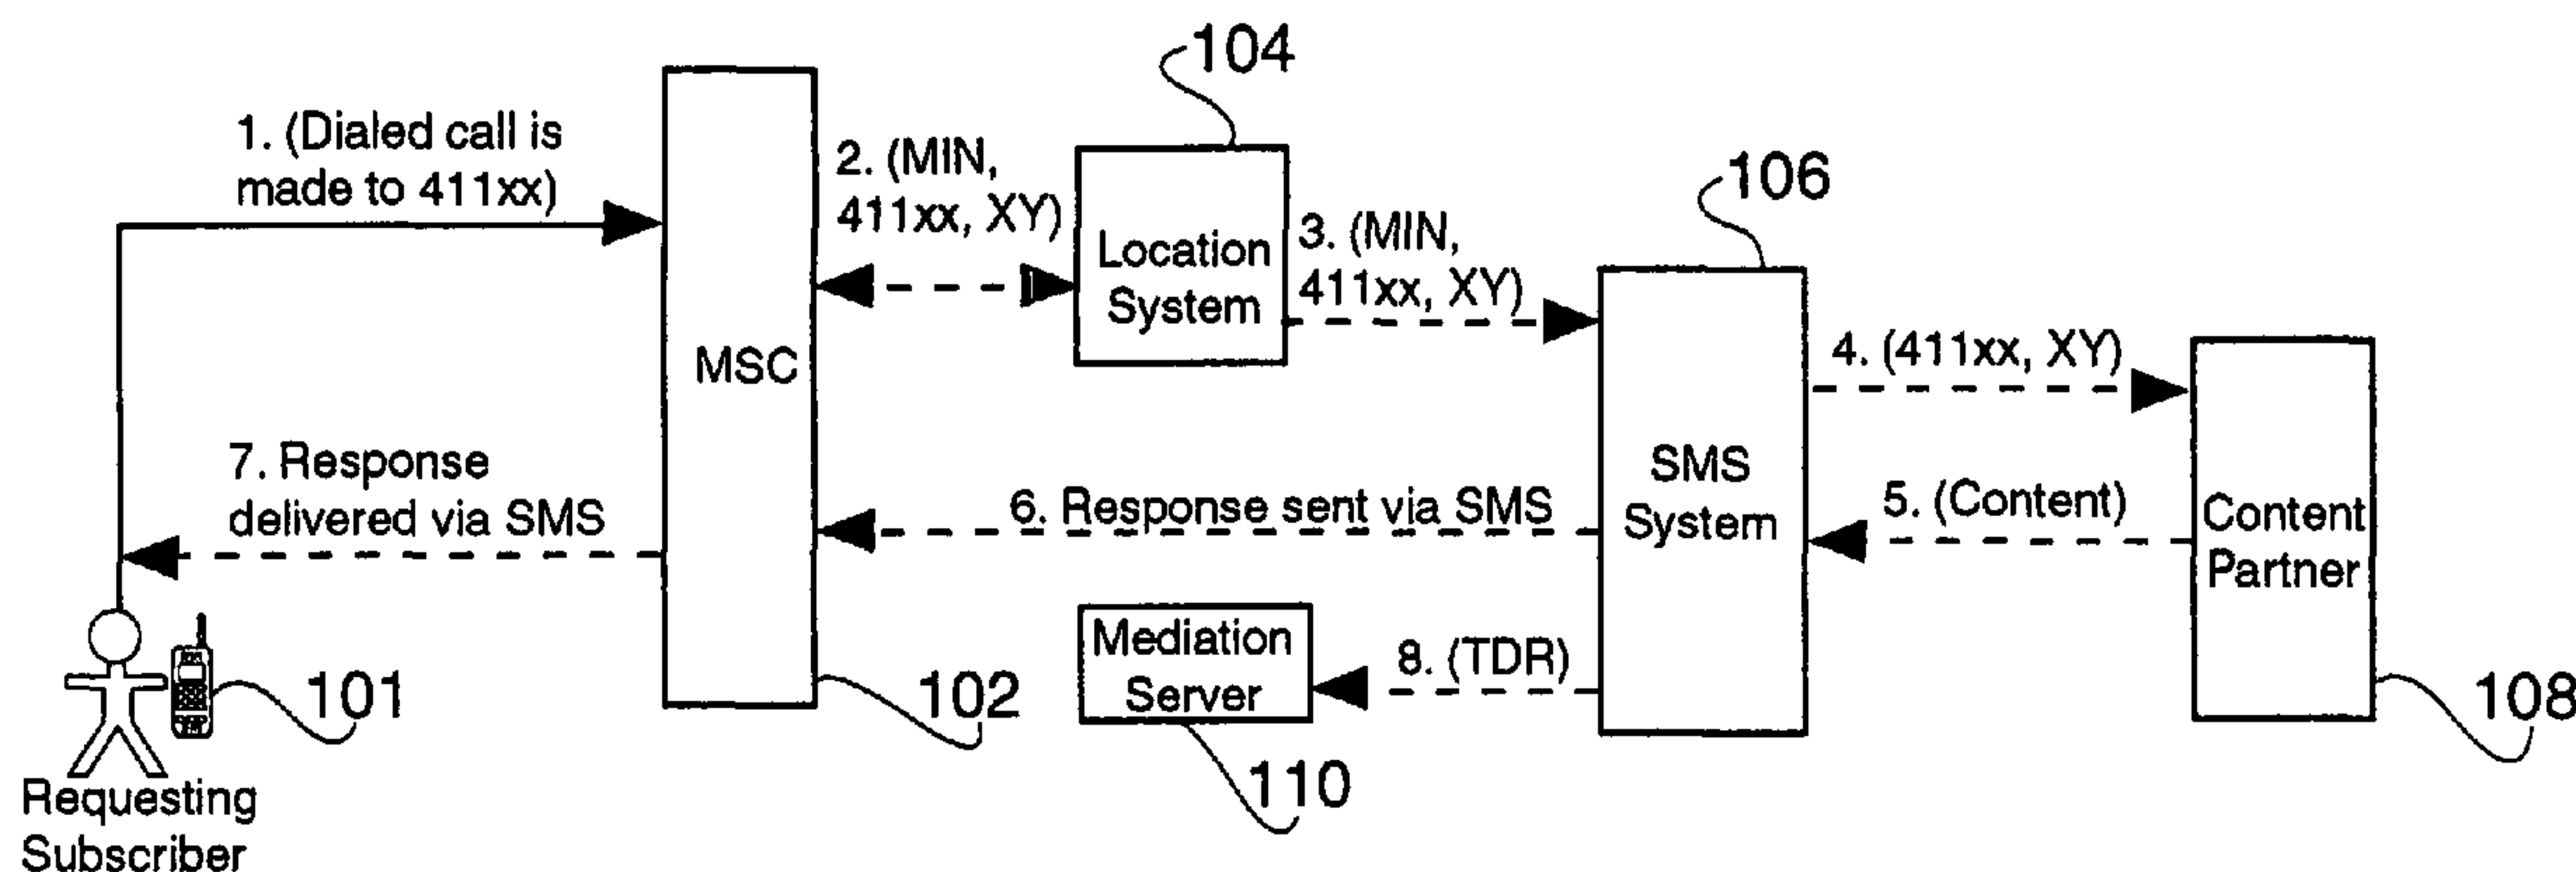 104
1. (Dialed call is
made to 411xx)
2. (MIN,
411xx, XY)
106
Location
System
3. (MIN,
411xx, XY)
MSC
4. (411xx, XY)
7. Response
delivered via SMS
6. Response sent via SMS
SMS
System
5. (Content)
Content
Partner
Mediation
Server
8. (TDR)
101
102
108
110
Requesting
Subscriber